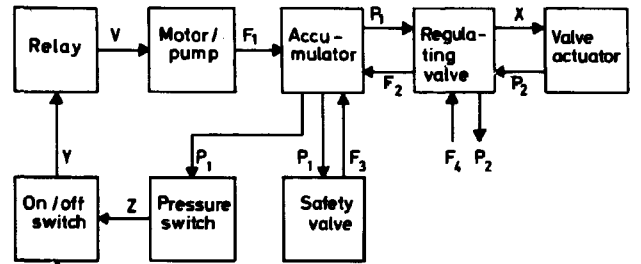 Relay
V
Motor/
pump
F1
Accu-
mulator
P1
F2
Regula-
ting
valve
X
P2
Valve
actuator
Y
P1
P1
F3
F4
P2
On/off
switch
Z
Pressure
switch
Safety
valve